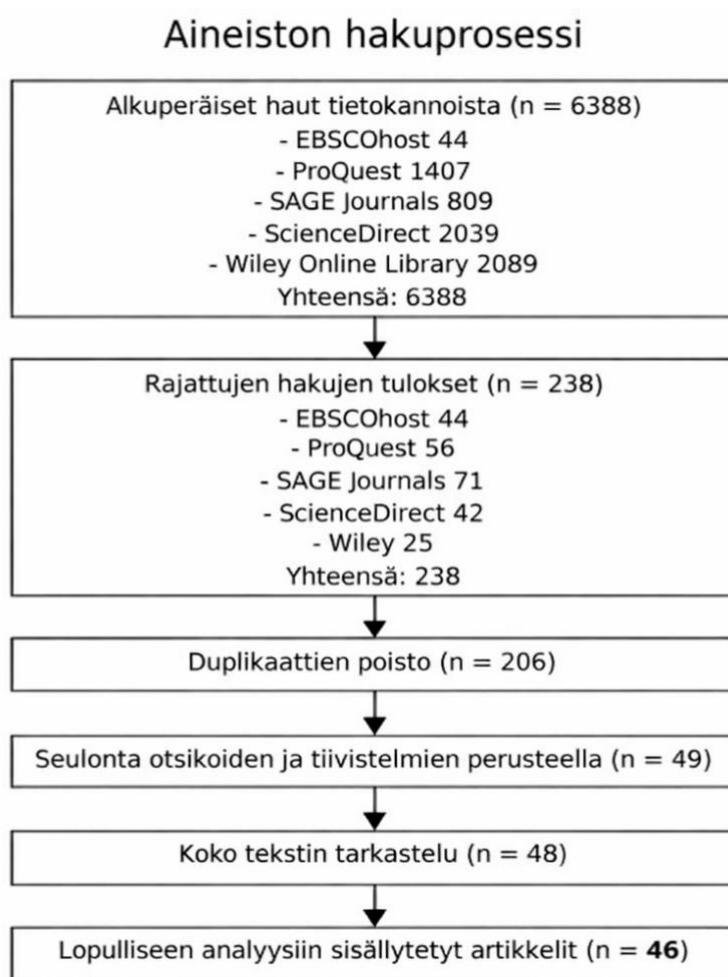 Aineiston hakuprosessi
Alkuperäiset haut tietokannoista (n = 6388)
- EBSCOhost 44
- ProQuest 1407
- SAGE Journals 809
- ScienceDirect 2039
- Wiley Online Library 2089
Yhteensä: 6388
Rajattujen hakujen tulokset (n = 238)
- EBSCOhost 44
- ProQuest 56
- SAGE Journals 71
- ScienceDirect 42
- Wiley 25
Yhteensä: 238
Duplikaattien poisto (n = 206)
Seulonta otsikoiden ja tiivistelmien perusteella (n = 49)
Koko tekstin tarkastelu (n = 48)
Lopulliseen analyysiin sisällytetyt artikkelit (n = 46)